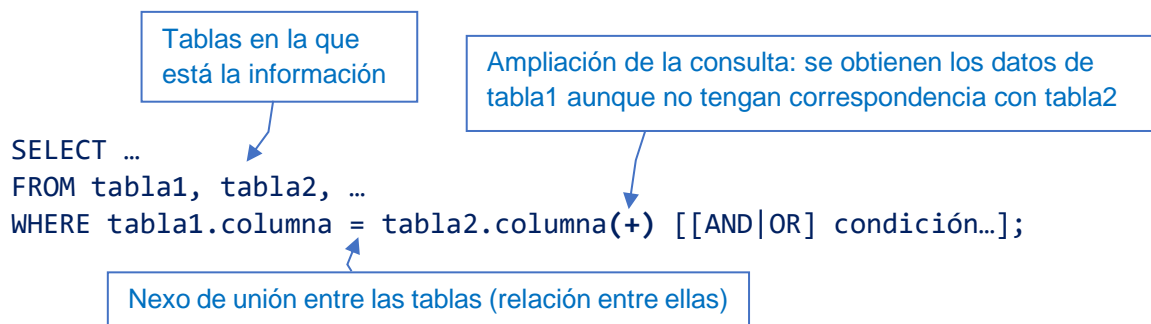 Tablas en la que
está la información
Ampliación de la consulta: se obtienen los datos de
tabla1 aunque no tengan correspondencia con tabla2
SELECT …
FROM tabla1, tabla2, …
WHERE tabla1.columna = tabla2.columna(+) [[AND|OR] condición…];
Nexo de unión entre las tablas (relación entre ellas)